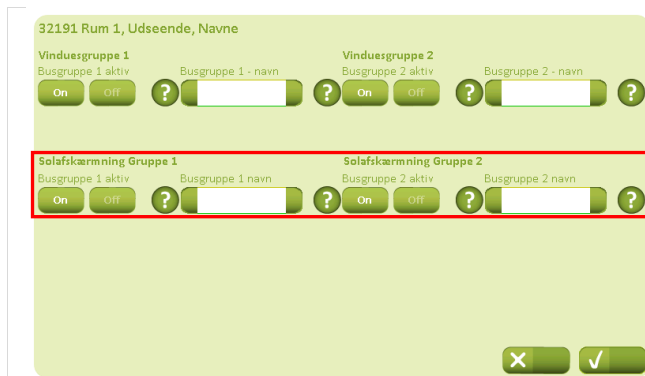 32191 Rum 1, Udseende, Navne
Vinduesgruppe 1 Vinduesgruppe 2
Busgruppe 1 aktiv Busgruppe 1 - navn Busgruppe 2 aktiv Busgruppe 2 - navn
On Off ? ? On Off ? ?
Solafskærmning Gruppe 1 Solafskærmning Gruppe 2
Busgruppe 1 aktiv Busgruppe 1 navn Busgruppe 2 aktiv Busgruppe 2 navn
On Off ? ? On Off ? ?